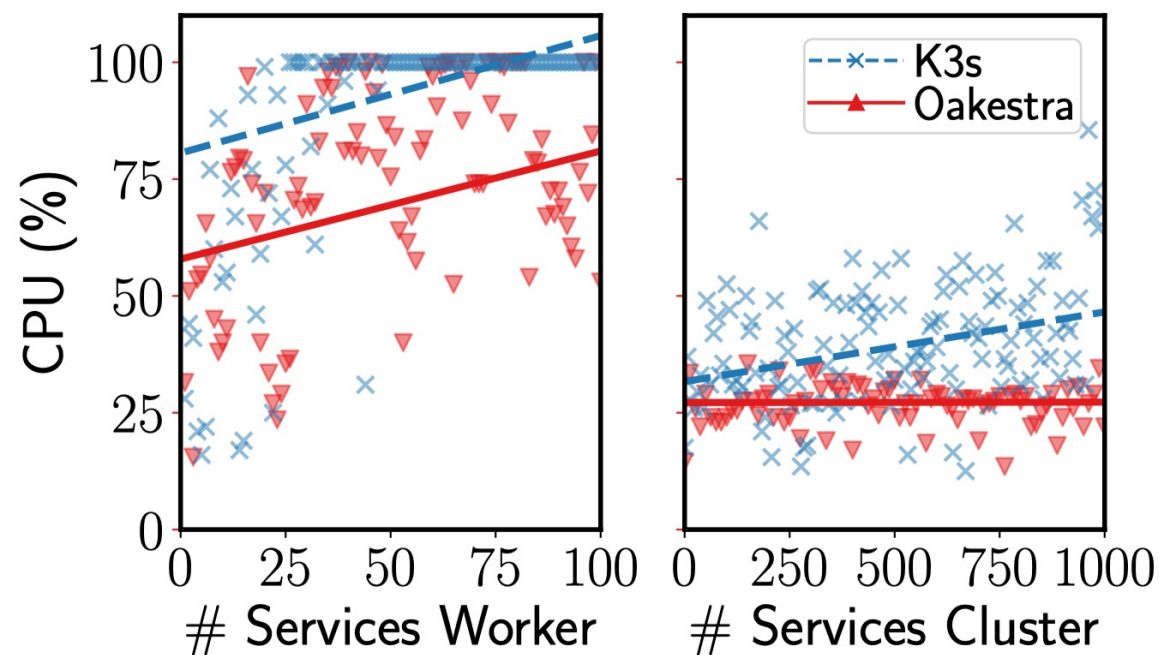 CPU (%)
100
75
50
25
0
0 25 50 75 100
# Services Worker
K3s
Oakestra
0 250 500 750 1000
# Services Cluster